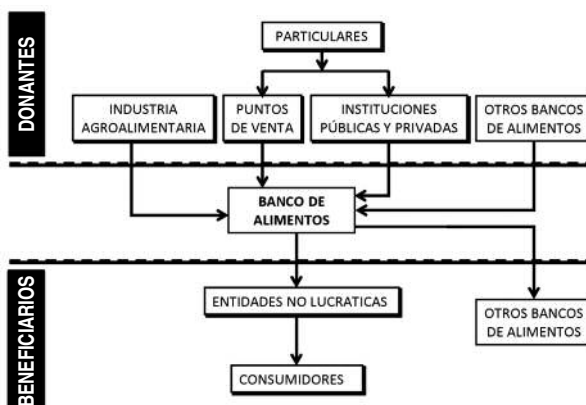 DONANTES
PARTICULARES
INDUSTRIA
AGROALIMENTARIA
PUNTOS
DE VENTA
INSTITUCIONES
PÚBLICAS Y PRIVADAS
OTROS BANCOS
DE ALIMENTOS
BANCO DE
ALIMENTOS
BENEFICIARIOS
ENTIDADES NO LUCRATICAS
OTROS BANCOS
DE ALIMENTOS
CONSUMIDORES